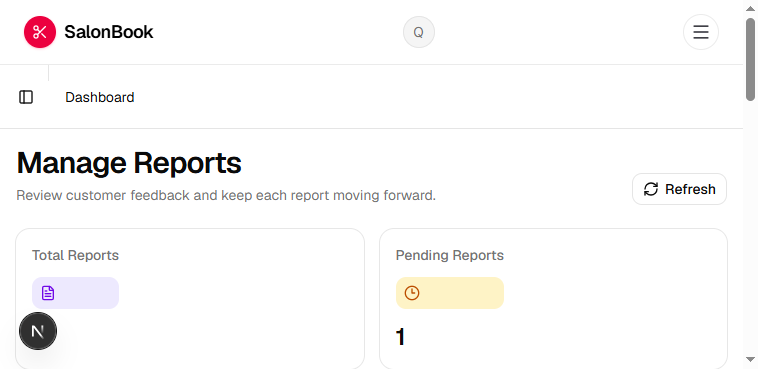 SalonBook
Q
Dashboard
Manage Reports
Review customer feedback and keep each report moving forward.
Refresh
Total Reports
Pending Reports
1
N